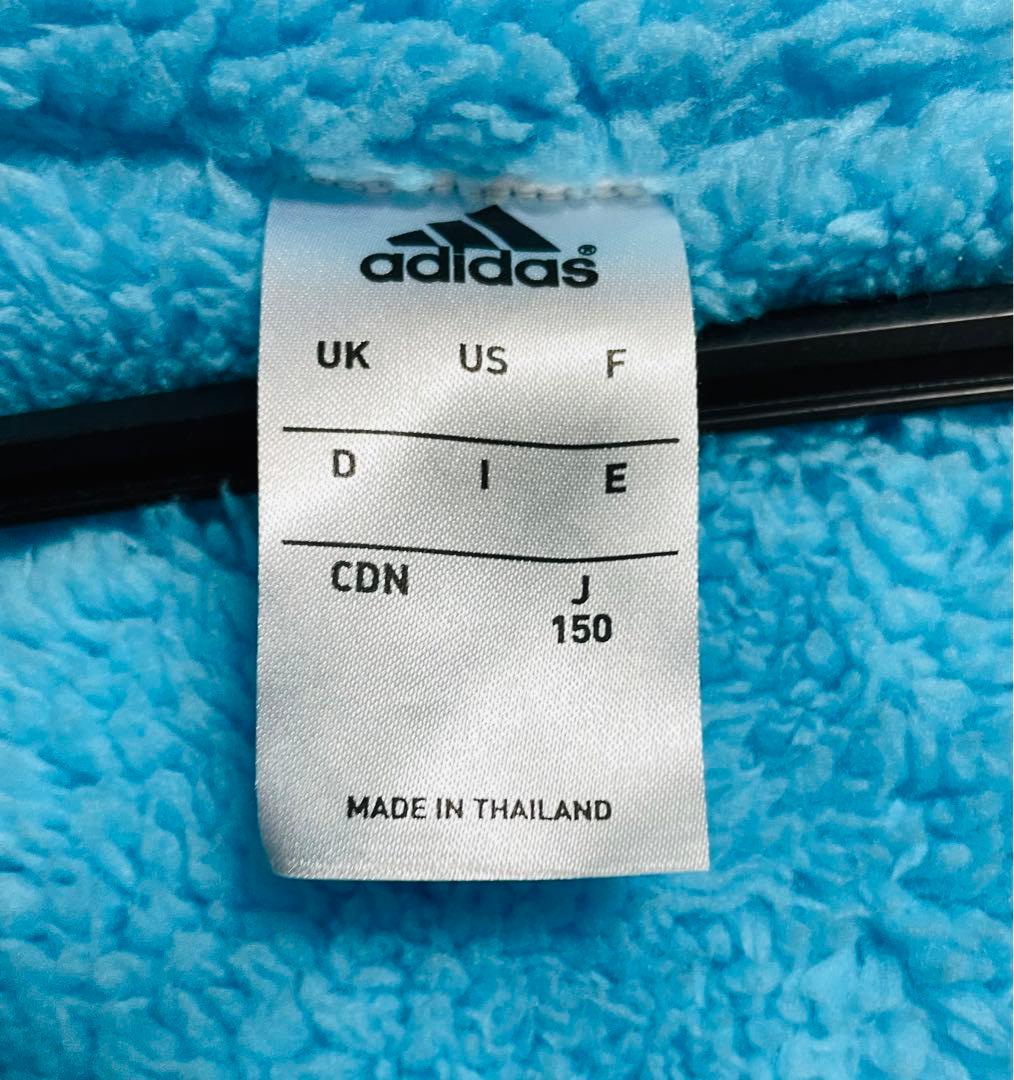 adidas®
UK US F
D I E
CDN J
150
MADE IN THAILAND